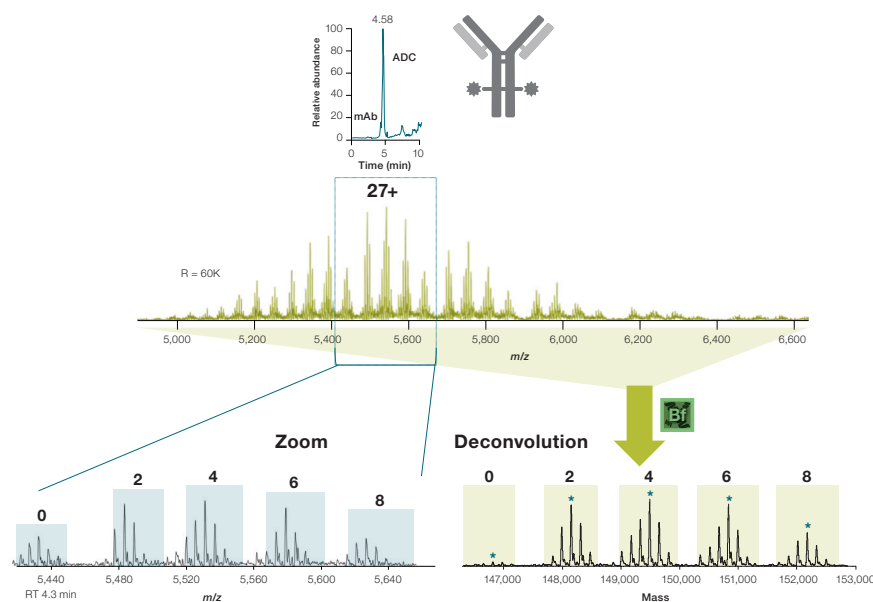 4.58
100
80
60
40
20
0
Relative abundance
ADC
mAb
0 5 10
Time (min)
27+
R = 60K
5,000 5,200 5,400 5,600 5,800 6,000 6,200 6,400 6,600
m/z
Bf
Zoom
Deconvolution
0 2 4 6 8
5,440 5,480 5,520 5,560 5,600 5,640
RT 4.3 min
m/z
0 2 4 6 8
* * * * *
147,000 148,000 149,000 150,000 151,000 152,000 153,000
Mass